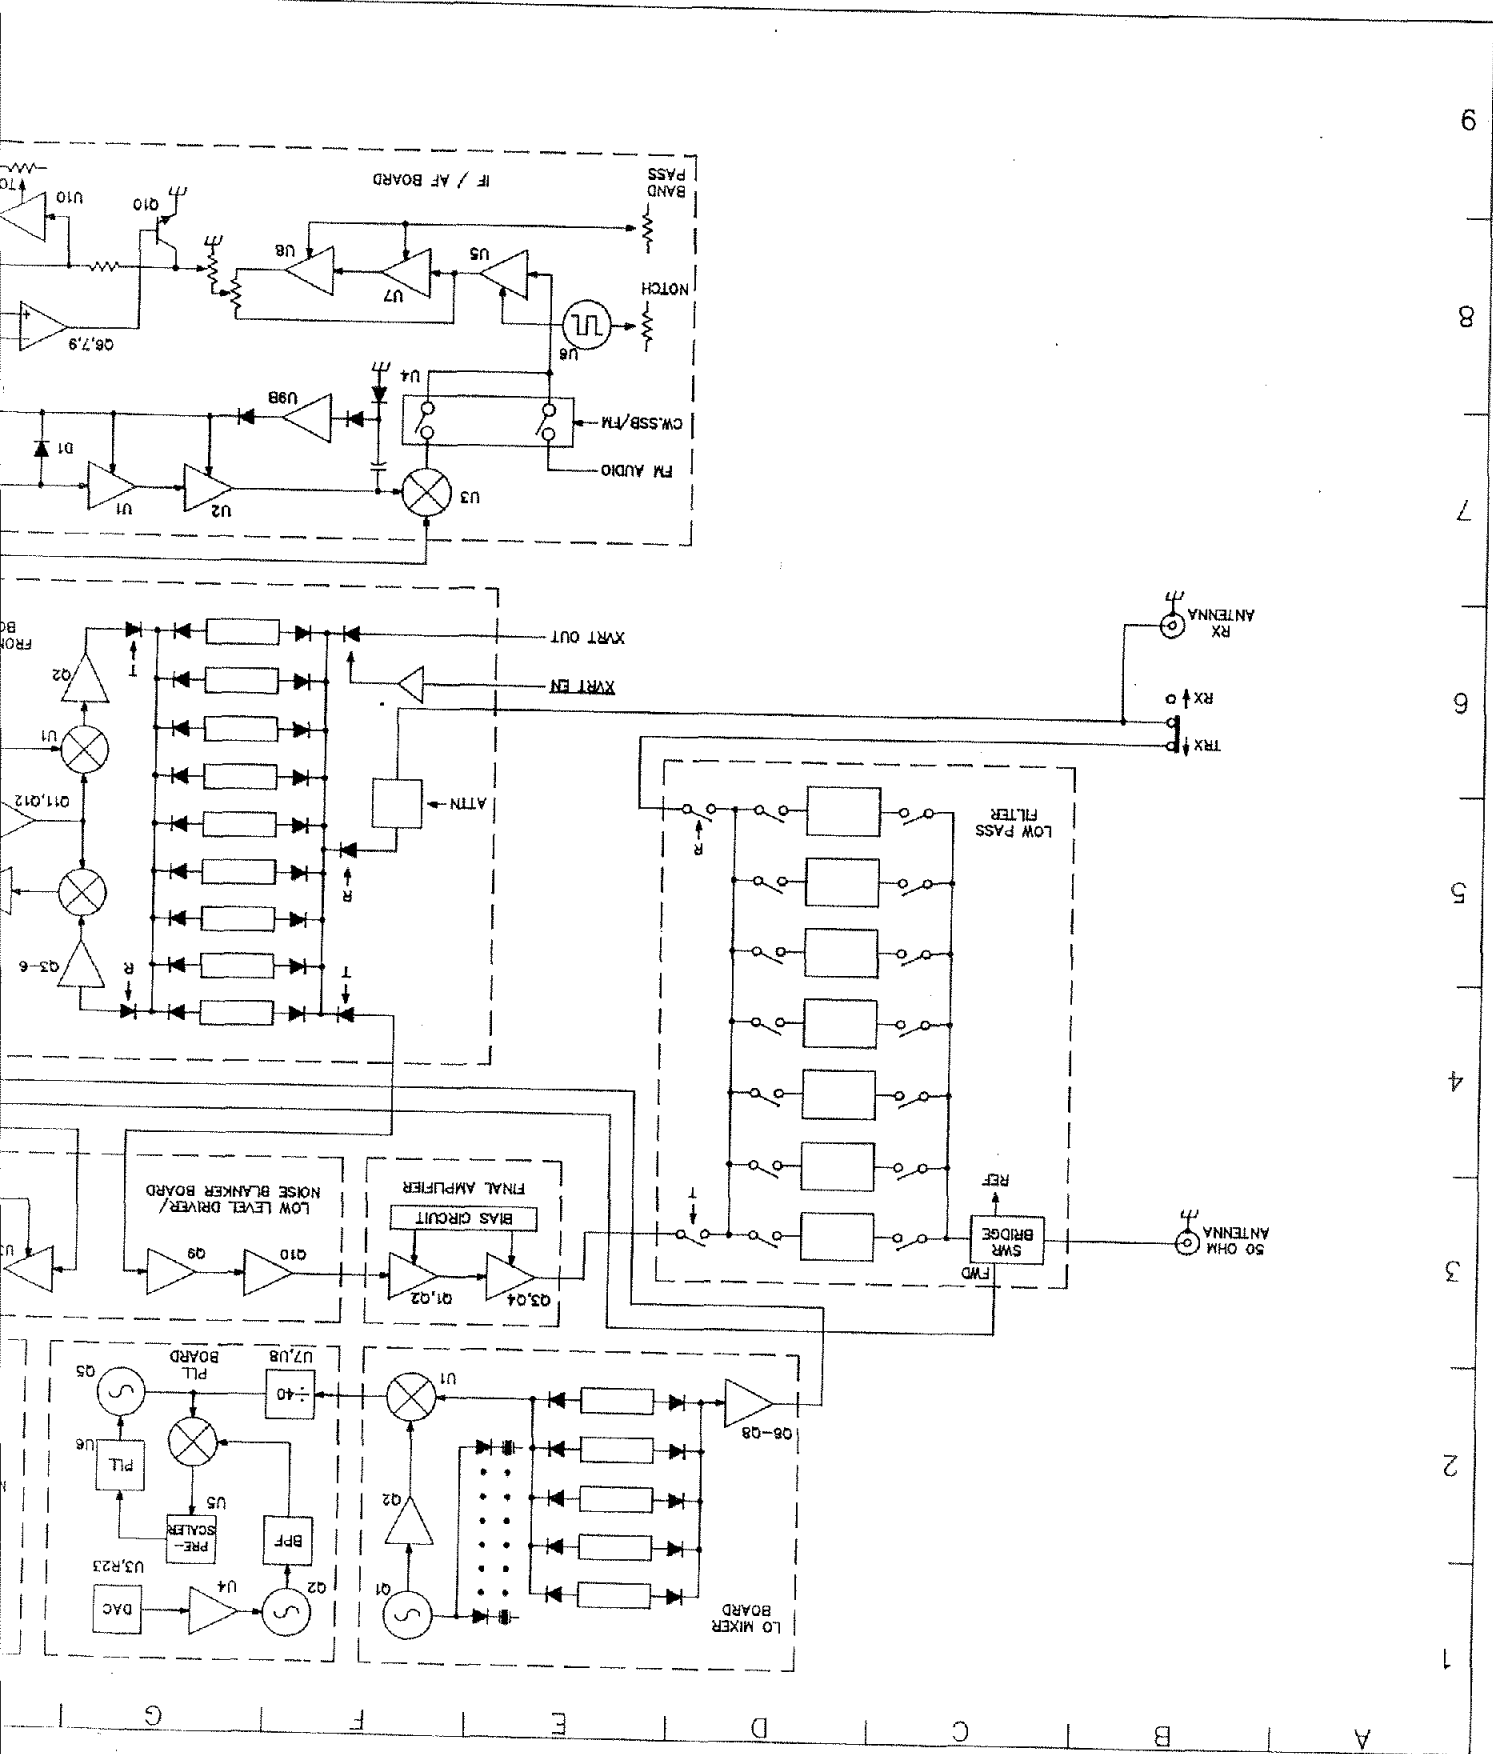 A
B
C
D
E
F
G
1
2
3
4
5
6
7
8
9
LO MIXER
BOARD
Q1
Q2
U1
Q6-Q8
DAC
U3,R23
U4
Q2
BPF
PRE-
SCALER
U5
PLL
U6
Q5
PLL
BOARD
÷40
U7,U8
50 OHM
ANTENNA
SWR
BRIDGE
FWD
REF
T
Q3,Q4
Q1,Q2
BIAS CIRCUIT
FINAL AMPLIFIER
Q10
Q9
LOW LEVEL DRIVER/
NOISE BLANKER BOARD
LOW PASS
FILTER
R
TRX
RX
RX
ANTENNA
T
R
ATTN
XVRT EN
XVRT OUT
R
T
Q3-6
Q11,Q12
U1
Q2
FM AUDIO
CW.SSB/FM
U3
U4
U2
U1
D1
U9B
NOTCH
U6
U5
U7
U8
Q6,7,9
Q10
U10
BAND
PASS
IF / AF BOARD